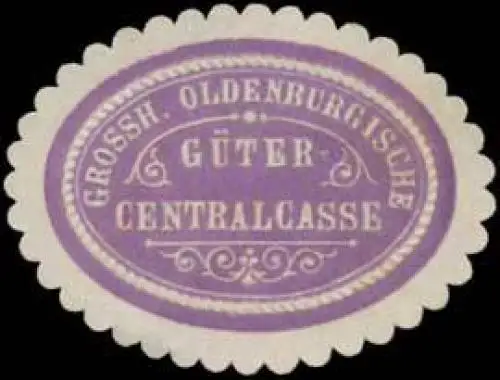 GROSSH. OLDENBURGISCHE
GÜTER-
CENTRALCASSE